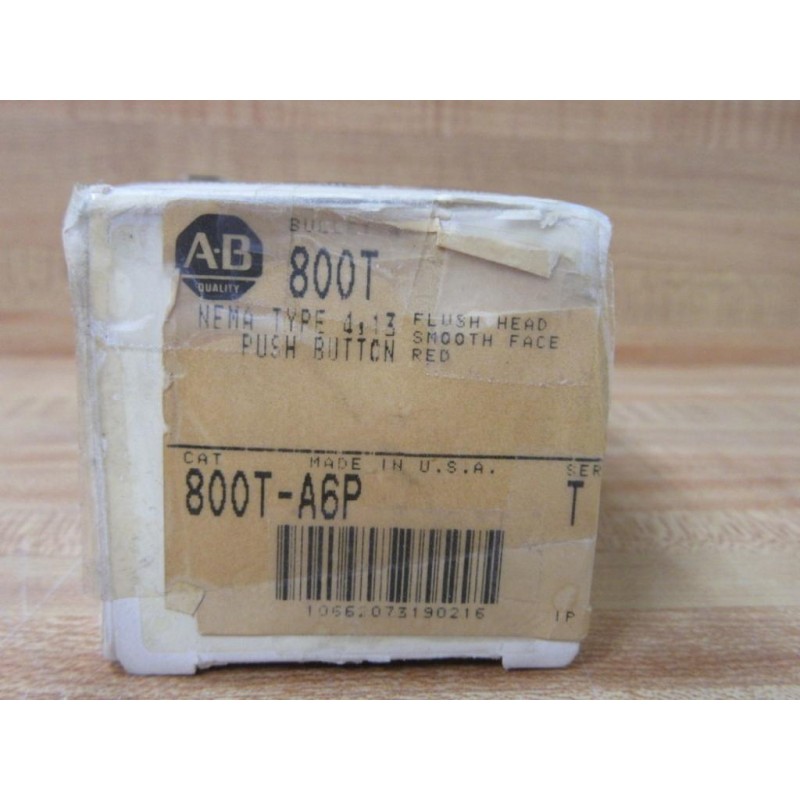 A-B
QUALITY
800T
NEMA TYPE 4,13
PUSH BUTTON
FLUSH HEAD
SMOOTH FACE
RED
CAT
MADE IN U.S.A.
SER
800T-A6P
T
10662073190216
IP